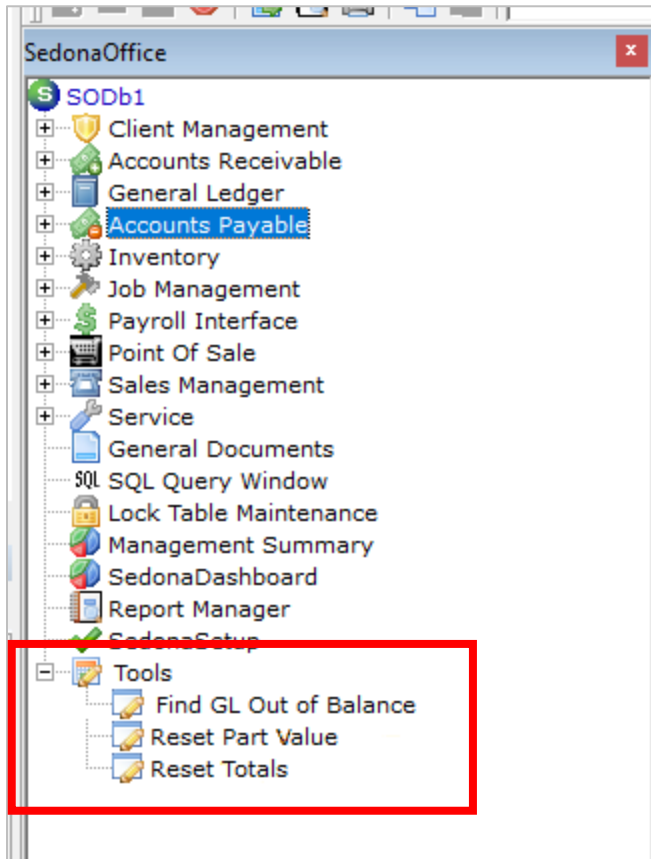 SedonaOffice
x
S SODb1
Client Management
Accounts Receivable
General Ledger
Accounts Payable
Inventory
Job Management
Payroll Interface
Point Of Sale
Sales Management
Service
General Documents
SQL SQL Query Window
Lock Table Maintenance
Management Summary
SedonaDashboard
Report Manager
SedonaSetup
Tools
Find GL Out of Balance
Reset Part Value
Reset Totals